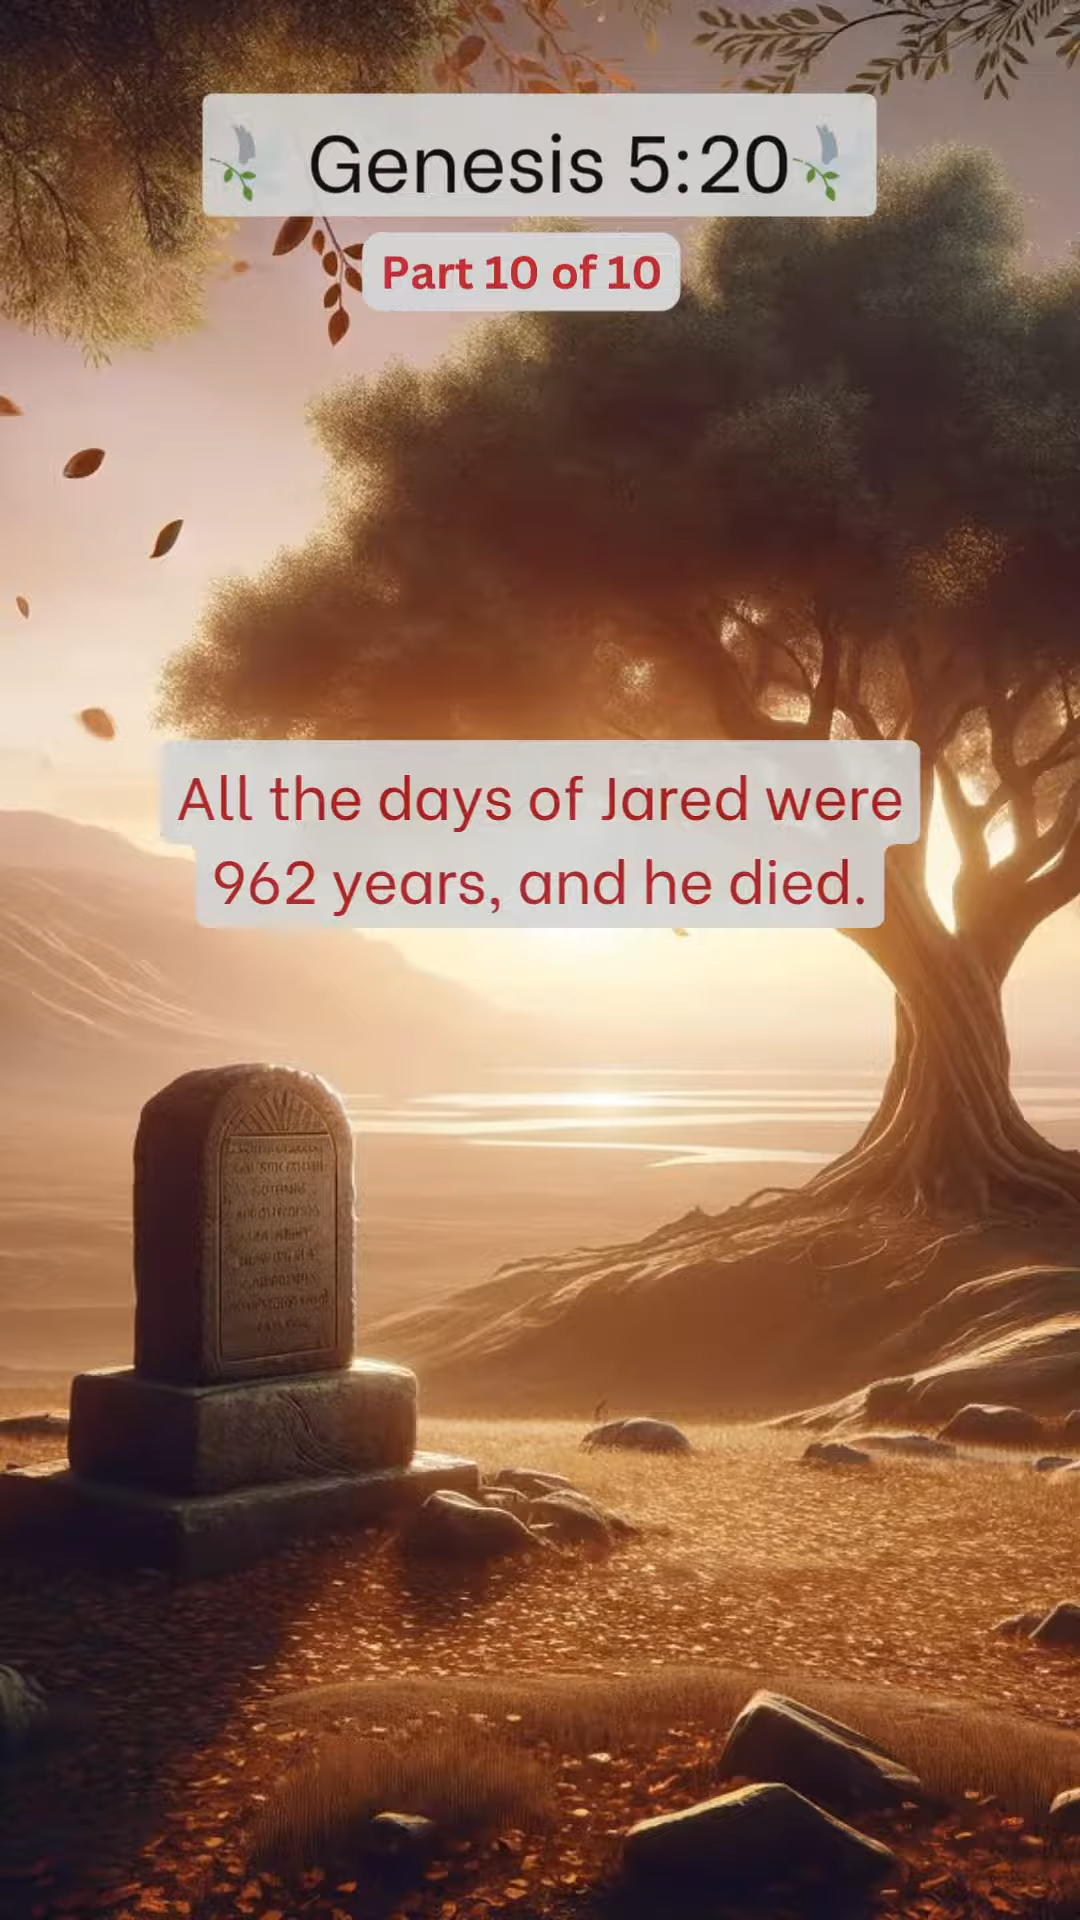 Genesis 5:20
Part 10 of 10
All the days of Jared were
962 years, and he died.